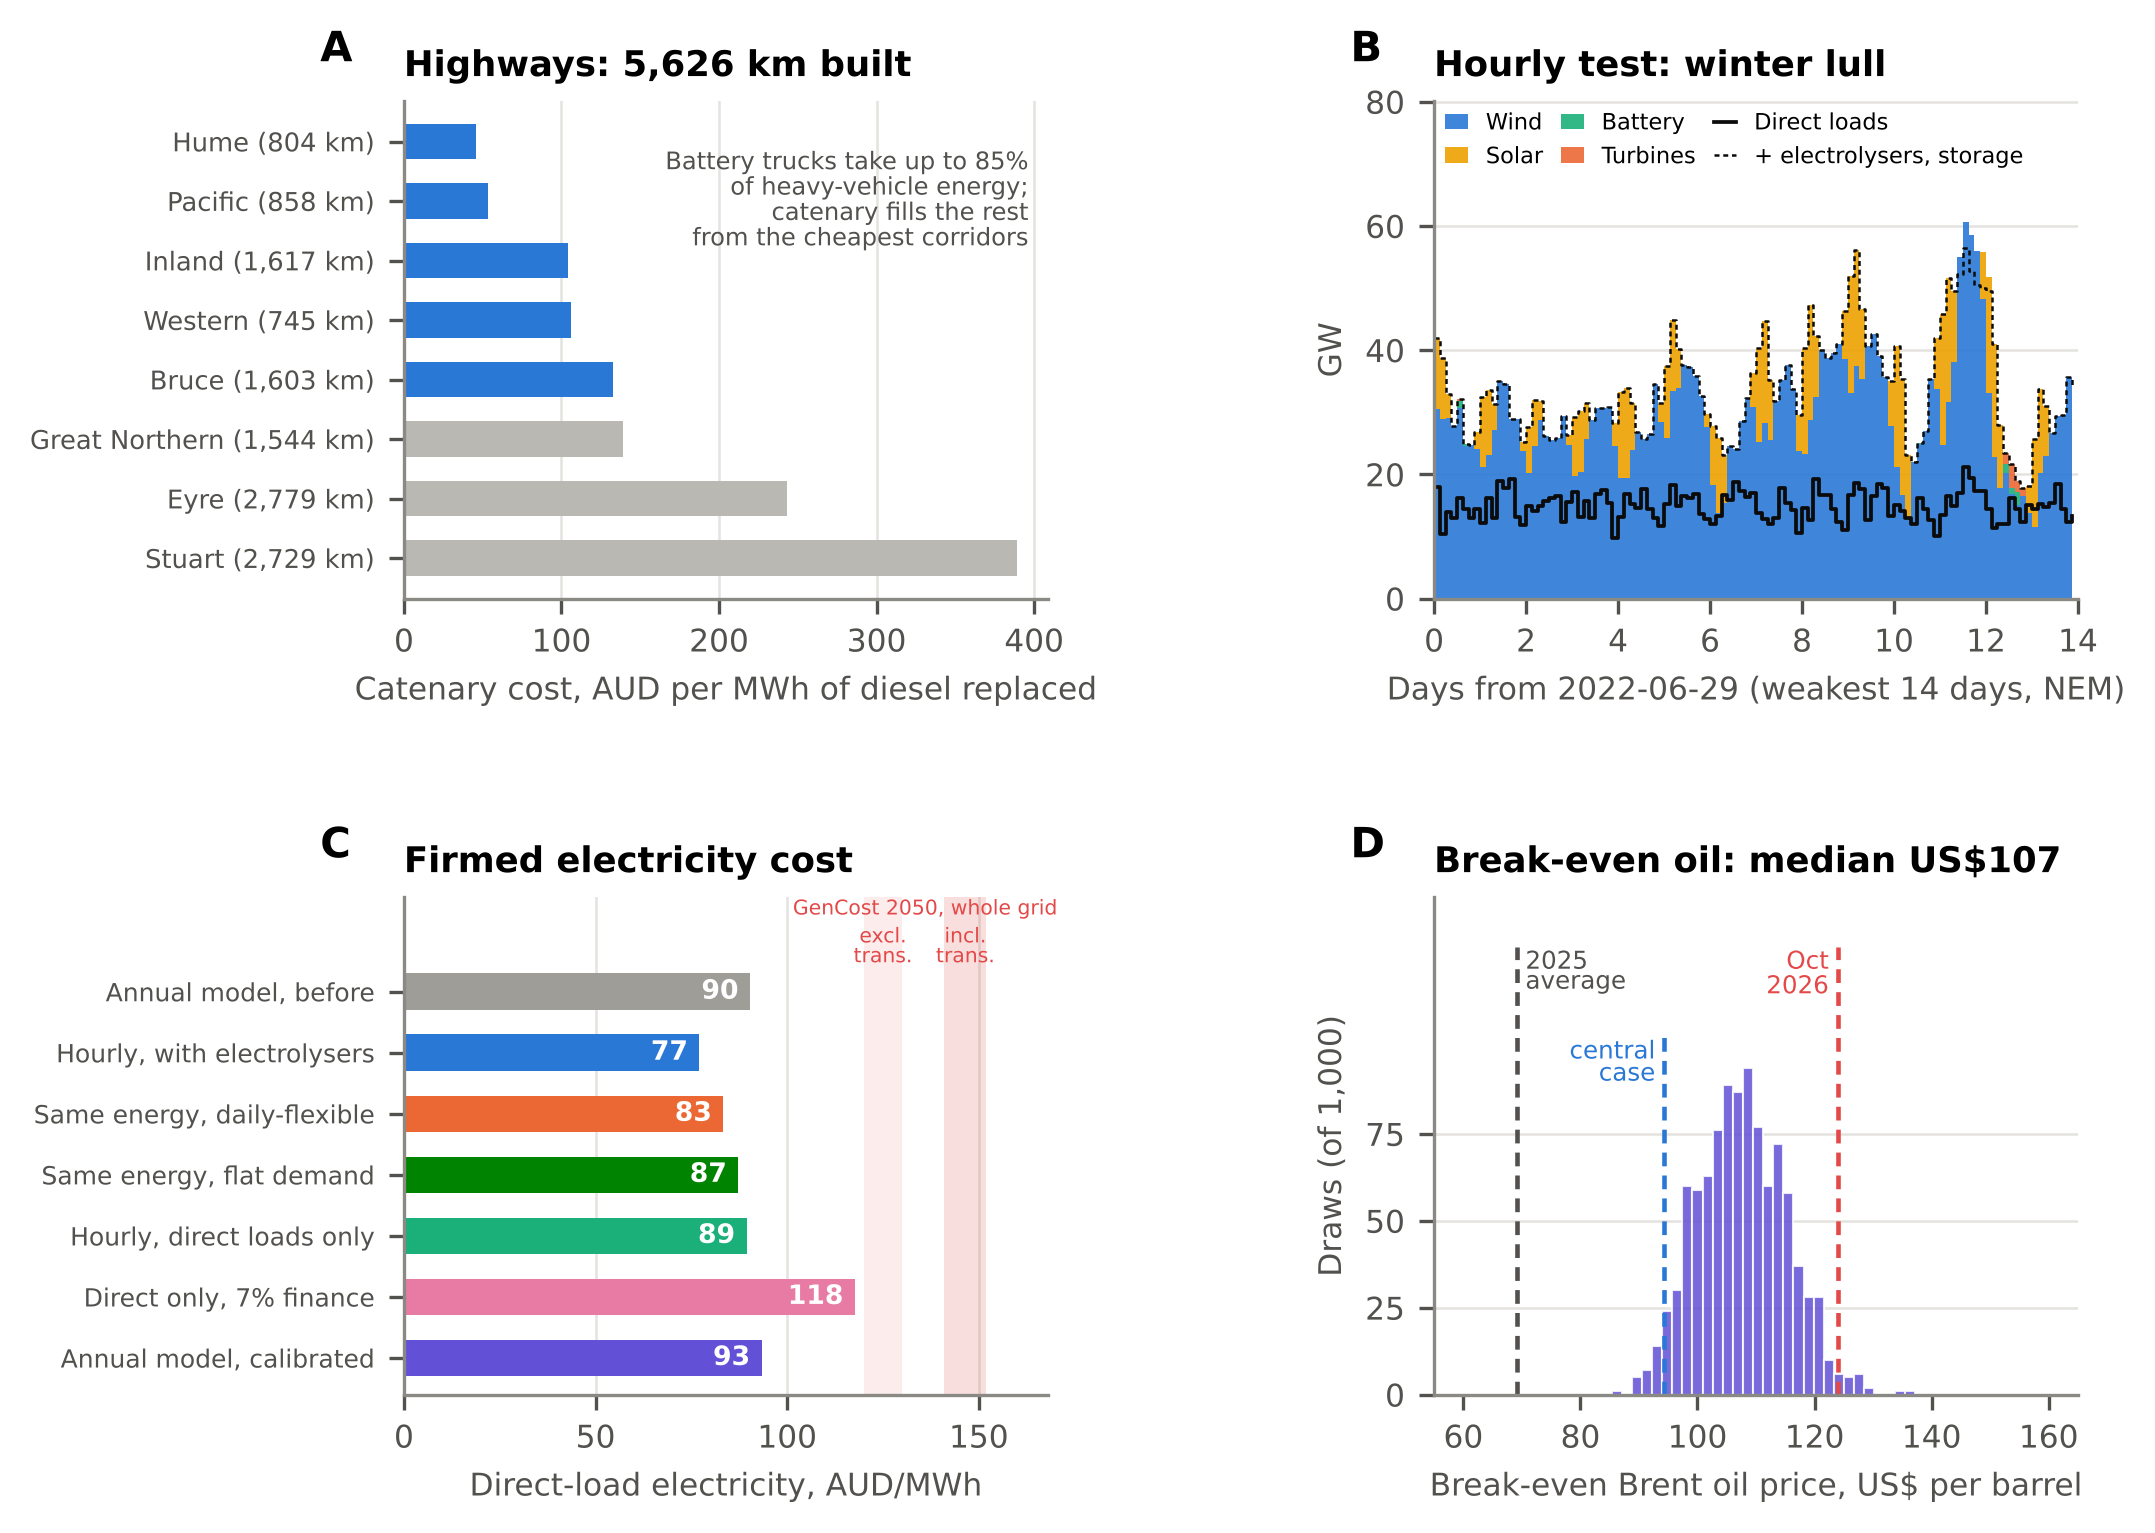 A
Highways: 5,626 km built
Hume (804 km)
Pacific (858 km)
Inland (1,617 km)
Western (745 km)
Bruce (1,603 km)
Great Northern (1,544 km)
Eyre (2,779 km)
Stuart (2,729 km)
Battery trucks take up to 85%
of heavy-vehicle energy;
catenary fills the rest
from the cheapest corridors
0 100 200 300 400
Catenary cost, AUD per MWh of diesel replaced
B
Hourly test: winter lull
80
60
40
20
0
GW
Wind Battery Direct loads
Solar Turbines + electrolysers, storage
0 2 4 6 8 10 12 14
Days from 2022-06-29 (weakest 14 days, NEM)
C
Firmed electricity cost
GenCost 2050, whole grid
excl. incl.
trans. trans.
Annual model, before 90
Hourly, with electrolysers 77
Same energy, daily-flexible 83
Same energy, flat demand 87
Hourly, direct loads only 89
Direct only, 7% finance 118
Annual model, calibrated 93
0 50 100 150
Direct-load electricity, AUD/MWh
D
Break-even oil: median US$107
2025
average
Oct
2026
central
case
75
50
25
0
Draws (of 1,000)
60 80 100 120 140 160
Break-even Brent oil price, US$ per barrel